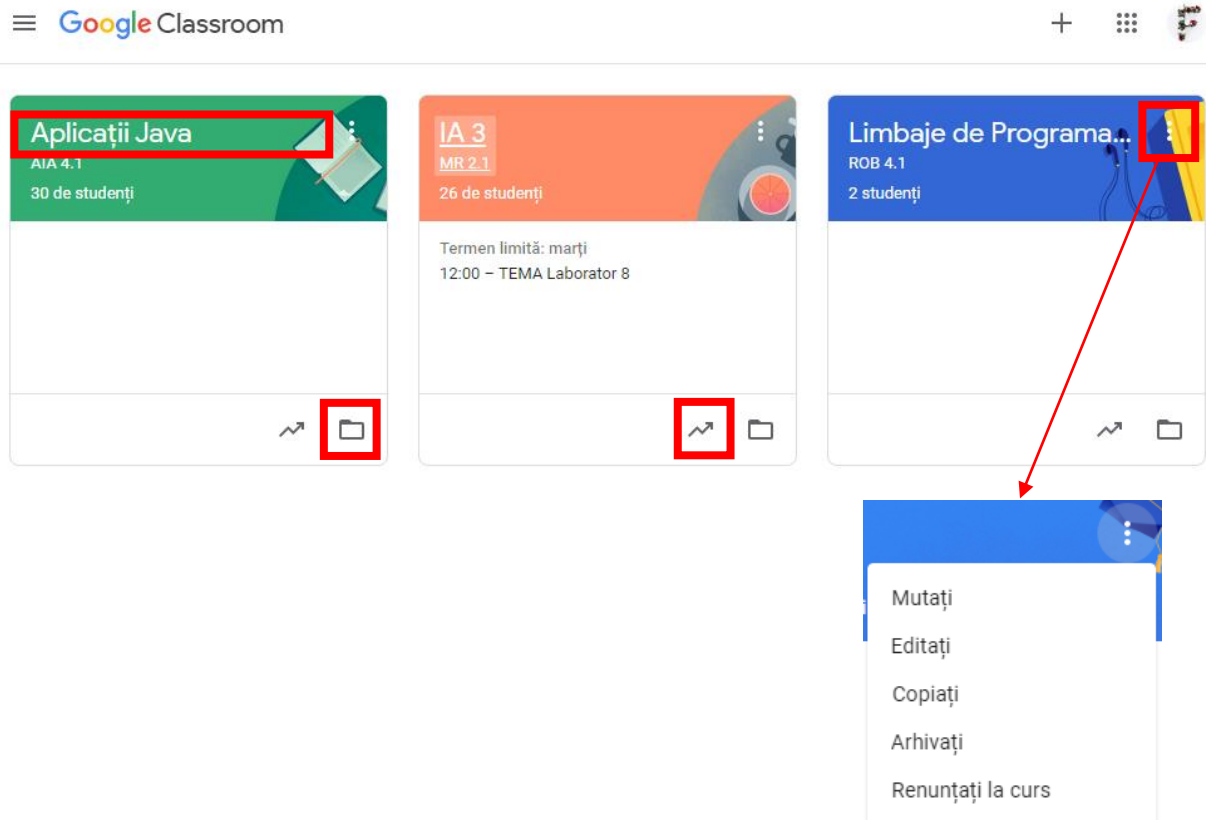 Google Classroom
Aplicații Java
AIA 4.1
30 de studenți
IA 3
MR 2.1
26 de studenți
Termen limită: marți
12:00 – TEMA Laborator 8
Limbaje de Programa...
ROB 4.1
2 studenți
Mutați
Editați
Copiați
Arhivați
Renunțați la curs